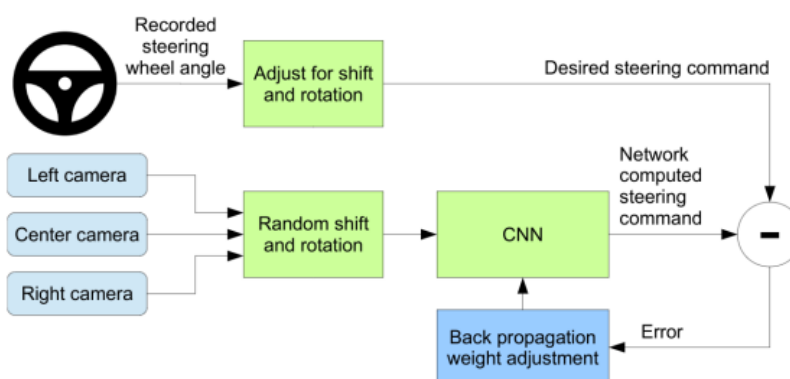 Recorded
steering
wheel angle
Adjust for shift
and rotation
Desired steering command
Left camera
Center camera
Right camera
Random shift
and rotation
CNN
Network
computed
steering
command
-
Back propagation
weight adjustment
Error